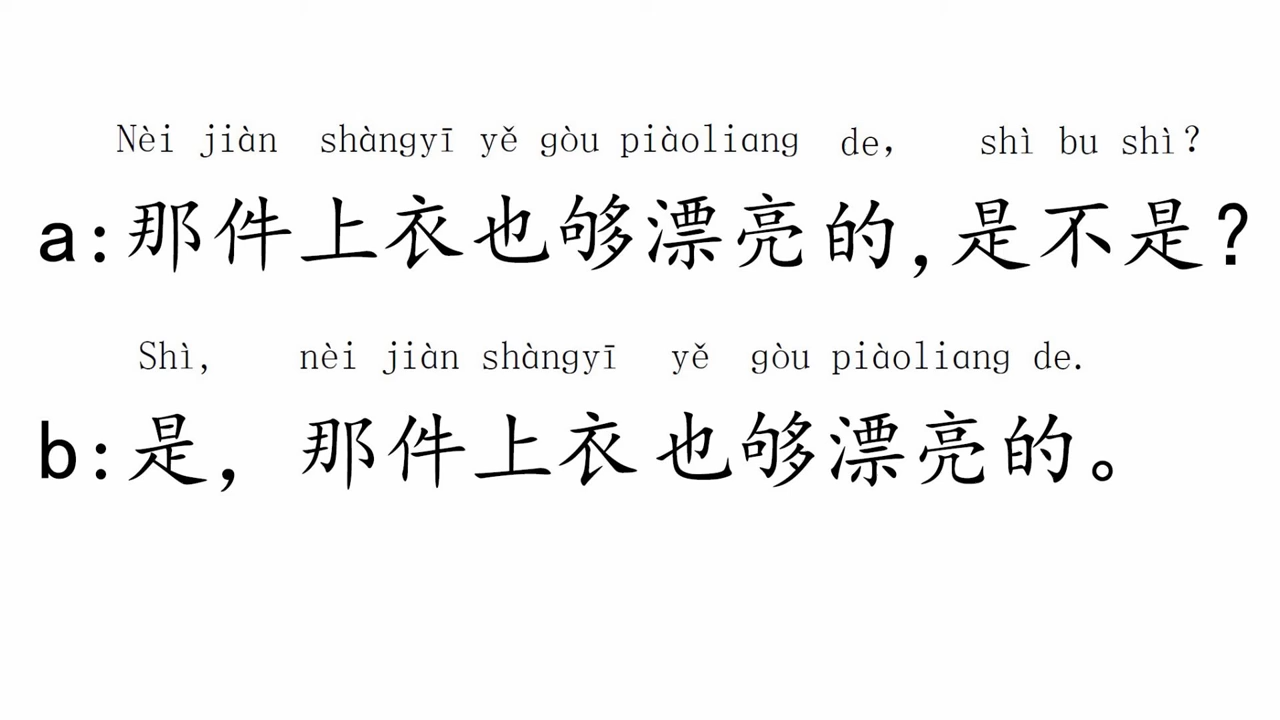 Nèi jiàn shàngyī yě gòu piàoliang de, shì bu shì?
a:那件上衣也够漂亮的,是不是?
Shì, nèi jiàn shàngyī yě gòu piàoliang de.
b:是,那件上衣也够漂亮的。